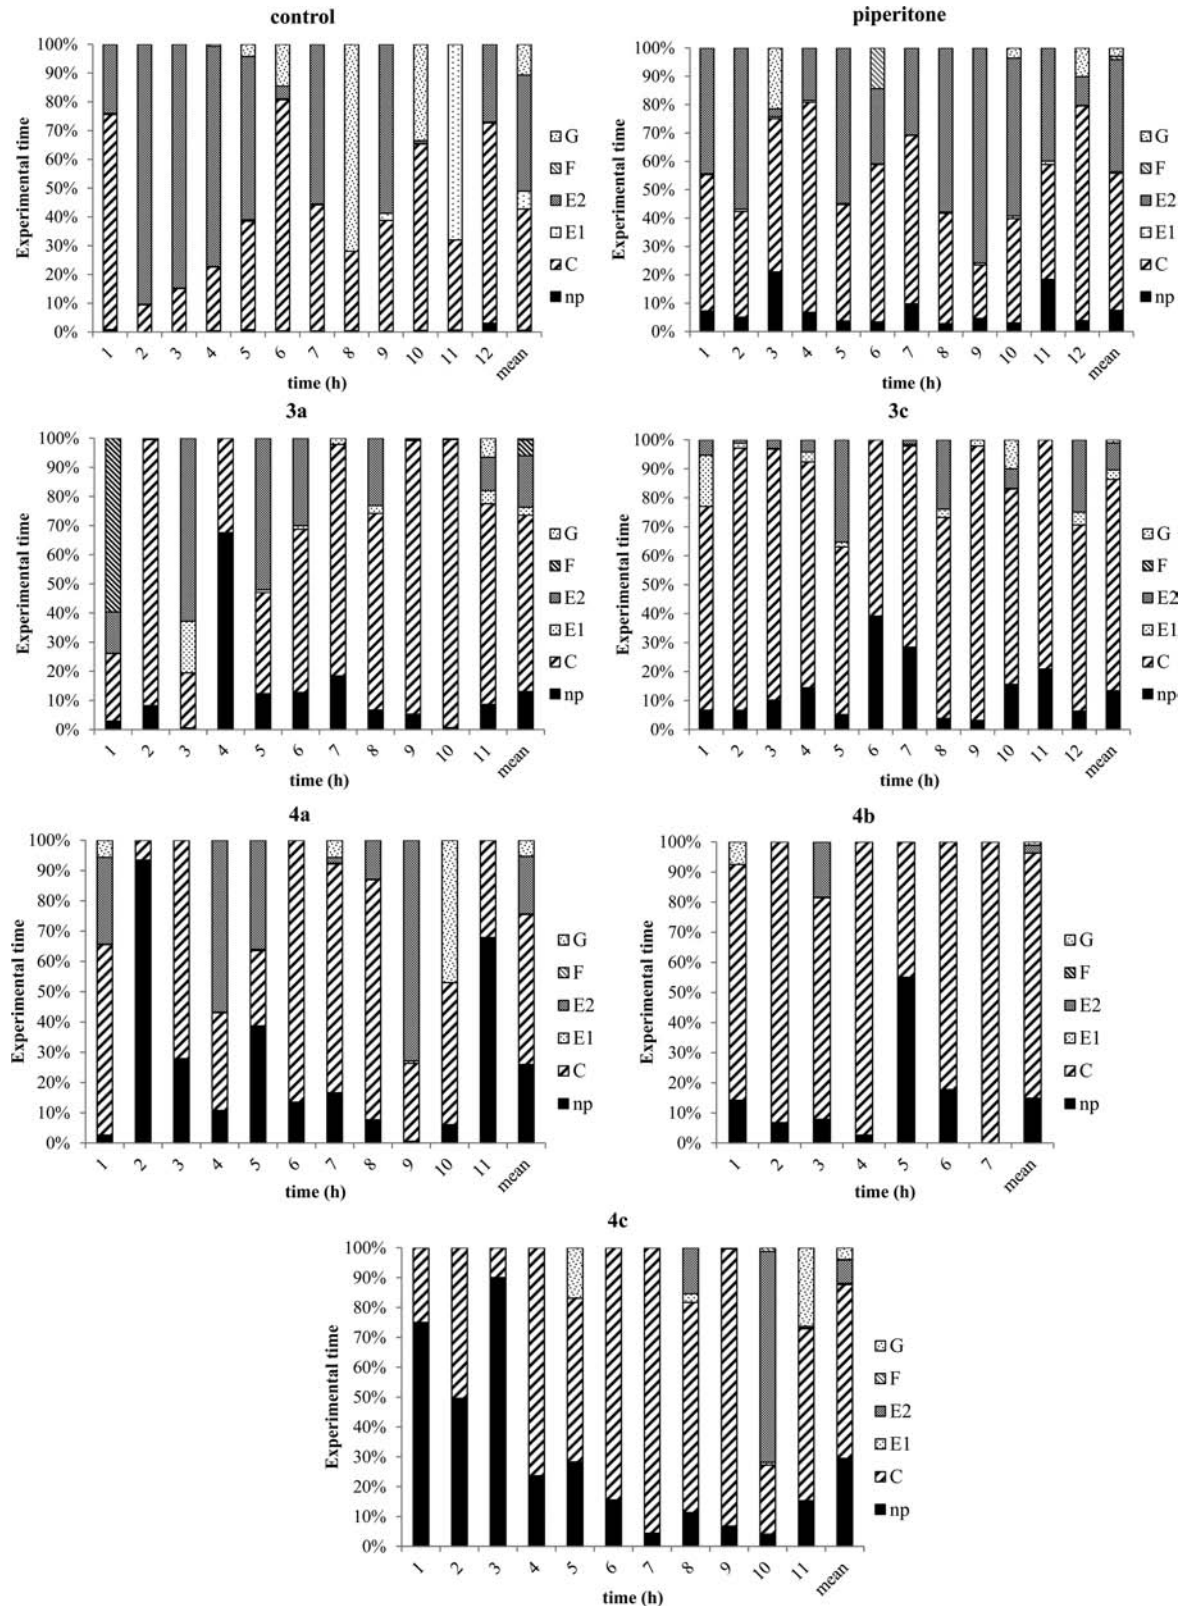 control
100%
90%
80%
70%
60%
50%
40%
30%
20%
10%
0%
Experimental time
1 2 3 4 5 6 7 8 9 10 11 12 mean
time (h)
G
F
E2
E1
C
np
piperitone
100%
90%
80%
70%
60%
50%
40%
30%
20%
10%
0%
Experimental time
1 2 3 4 5 6 7 8 9 10 11 12 mean
time (h)
G
F
E2
E1
C
np
3a
100%
90%
80%
70%
60%
50%
40%
30%
20%
10%
0%
Experimental time
1 2 3 4 5 6 7 8 9 10 11 mean
time (h)
G
F
E2
E1
C
np
3c
100%
90%
80%
70%
60%
50%
40%
30%
20%
10%
0%
Experimental time
1 2 3 4 5 6 7 8 9 10 11 12 mean
time (h)
G
F
E2
E1
C
np
4a
100%
90%
80%
70%
60%
50%
40%
30%
20%
10%
0%
Experimental time
1 2 3 4 5 6 7 8 9 10 11 mean
time (h)
G
F
E2
E1
C
np
4b
100%
90%
80%
70%
60%
50%
40%
30%
20%
10%
0%
Experimental time
1 2 3 4 5 6 7 mean
time (h)
G
F
E2
E1
C
np
4c
100%
90%
80%
70%
60%
50%
40%
30%
20%
10%
0%
Experimental time
1 2 3 4 5 6 7 8 9 10 11 mean
time (h)
G
F
E2
E1
C
np